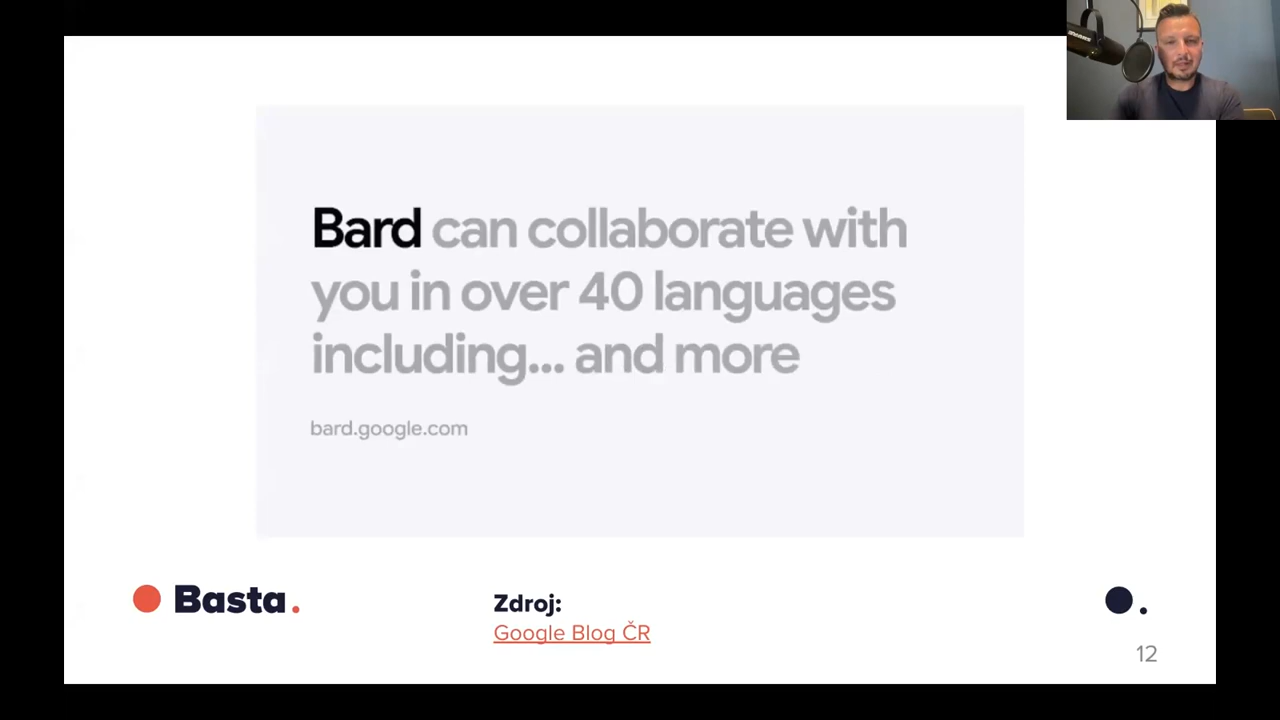 Bard can collaborate with
you in over 40 languages
including... and more
bard.google.com
Basta.
Zdroj:
Google Blog ČR
12